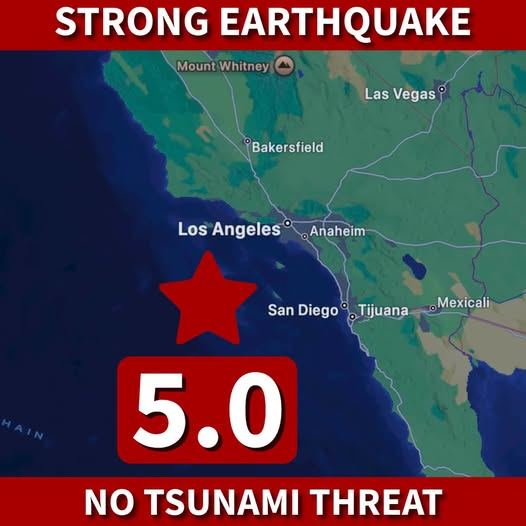 STRONG EARTHQUAKE
Mount Whitney
Las Vegas
Bakersfield
Los Angeles
Anaheim
San Diego
Tijuana
Mexicali
5.0
HAIN
NO TSUNAMI THREAT